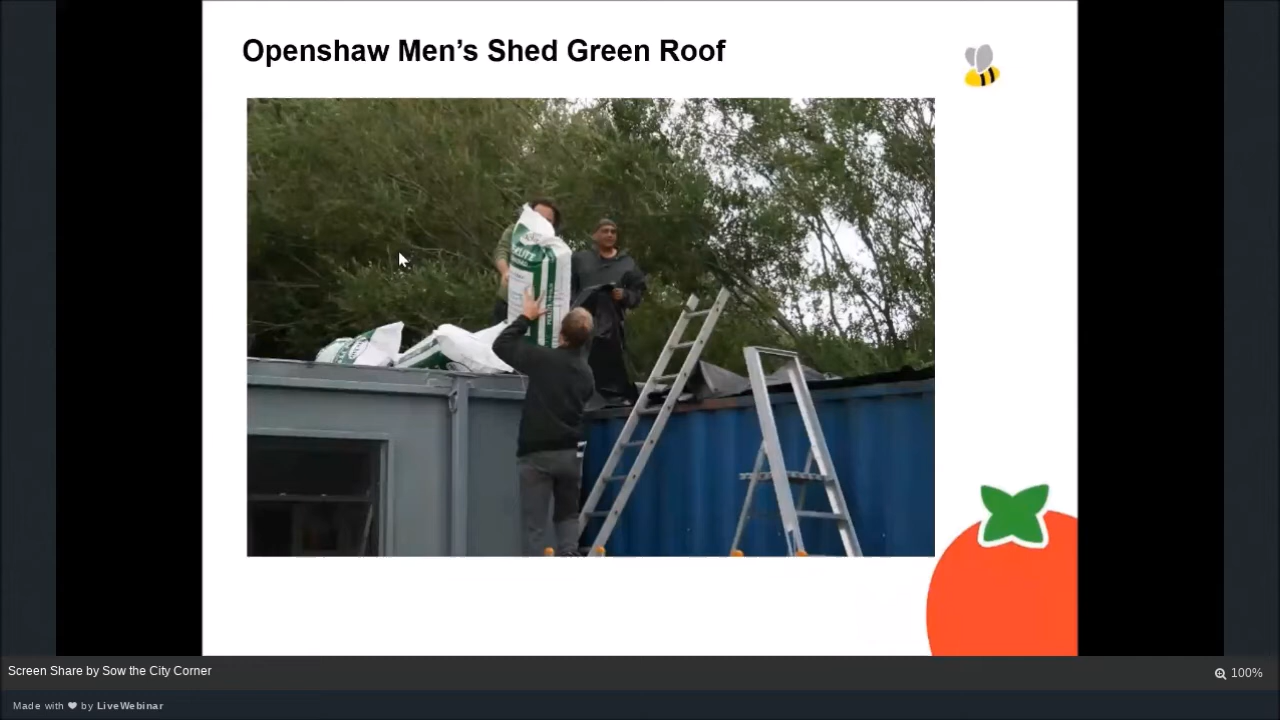 Openshaw Men’s Shed Green Roof
Screen Share by Sow the City Corner
100%
Made with ❤ by LiveWebinar